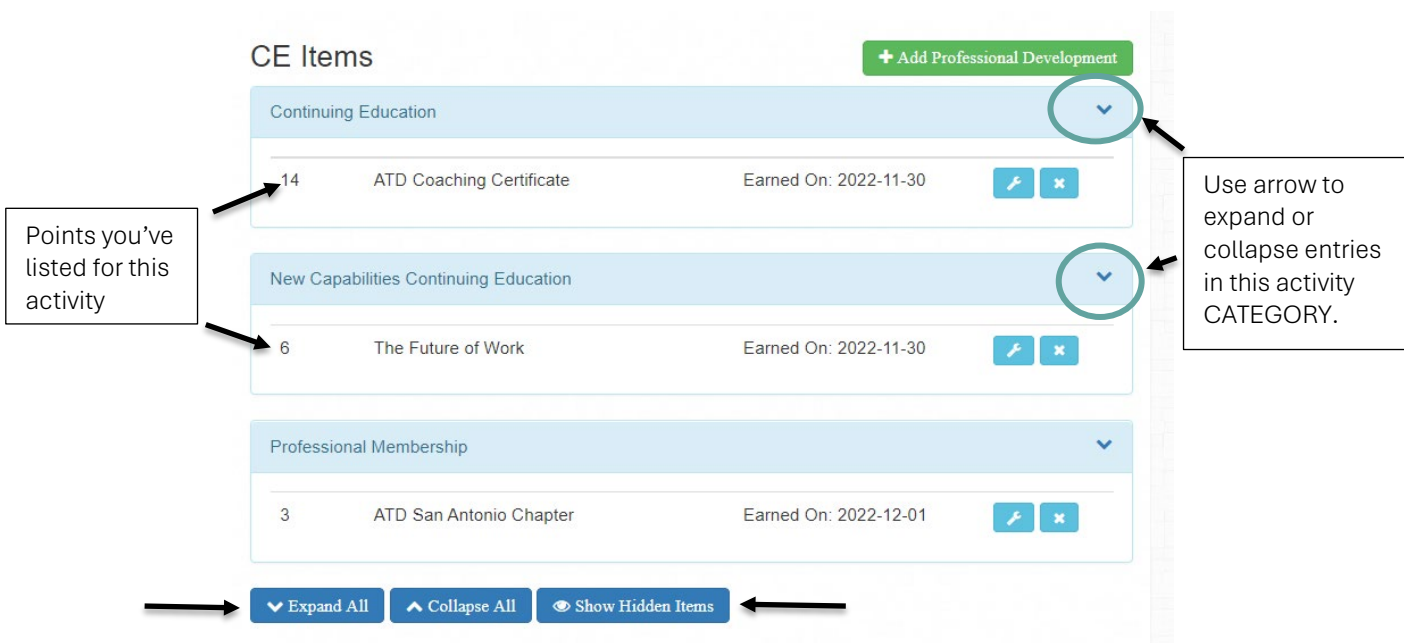 CE Items
Add Professional Development
Continuing Education
14 ATD Coaching Certificate Earned On: 2022-11-30
Points you’ve
listed for this
activity
Use arrow to
expand or
collapse entries
in this activity
CATEGORY.
New Capabilities Continuing Education
6 The Future of Work Earned On: 2022-11-30
Professional Membership
3 ATD San Antonio Chapter Earned On: 2022-12-01
Expand All Collapse All Show Hidden Items